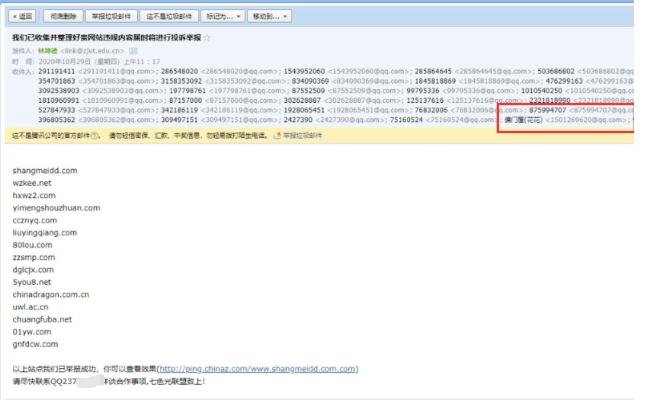 « 返回 彻底删除 举报垃圾邮件 这不是垃圾邮件 标记为... 移动到...
我们已收集并整理好贵网站违规内容届时将进行投诉举报 ☆
发件人: <link@zjut.edu.cn>
时 间: 2020年10月29日 (星期四) 上午11 : 17
收件人: 291191411 <291191411@qq.com>; 286548020 <286548020@qq.com>; 1543952060 <1543952060@qq.com>; 285864645 <285864645@qq.com>; 503686802 <503686802@qq.c
354701863 <354701863@qq.com>; 3158353092 <3158353092@qq.com>; 834090369 <834090369@qq.com>; 1845818869 <1845818869@qq.com>; 476299163 <476299163@
3092538903 <3092538903@qq.com>; 197798761 <197798761@qq.com>; 87552509 <87552509@qq.com>; 99795336 <99795336@qq.com>; 1010540250 <1010540250@qq.com
1810960991 <1810960991@qq.com>; 87157000 <87157000@qq.com>; 302628887 <302628887@qq.com>; 125137616 <125137616@qq.com>; 2321818990 <2321818990@qq.com
527847933 <527847933@qq.com>; 342186119 <342186119@qq.com>; 1928065451 <1928065451@qq.com>; 76832006 <76832006@qq.com>; 875994707 <875994707@qq.com
396805362 <396805362@qq.com>; 309497151 <309497151@qq.com>; 2427390 <2427390@qq.com>; 75160524 <75160524@qq.com>; (花花) <1501269620@qq.com>;
这不是腾讯公司的官方邮件 。 请勿轻信密保、汇款、中奖信息,勿轻易拨打陌生电话。 举报垃圾邮件
shangmeidd.com
wzkee.net
hxwz2.com
yimengshouzhuan.com
ccznyq.com
liuyingqiang.com
80lou.com
zzsmp.com
dglcjx.com
5you8.net
chinadragon.com.cn
uwl.ac.cn
chuangfuba.net
01yw.com
gnfdcw.com
以上站点我们已举报成功，你可以查看效果(http://ping.chinaz.com/www.shangmeidd.com.com)
请尽快联系QQ237 详谈合作事项,七色光联盟致上!